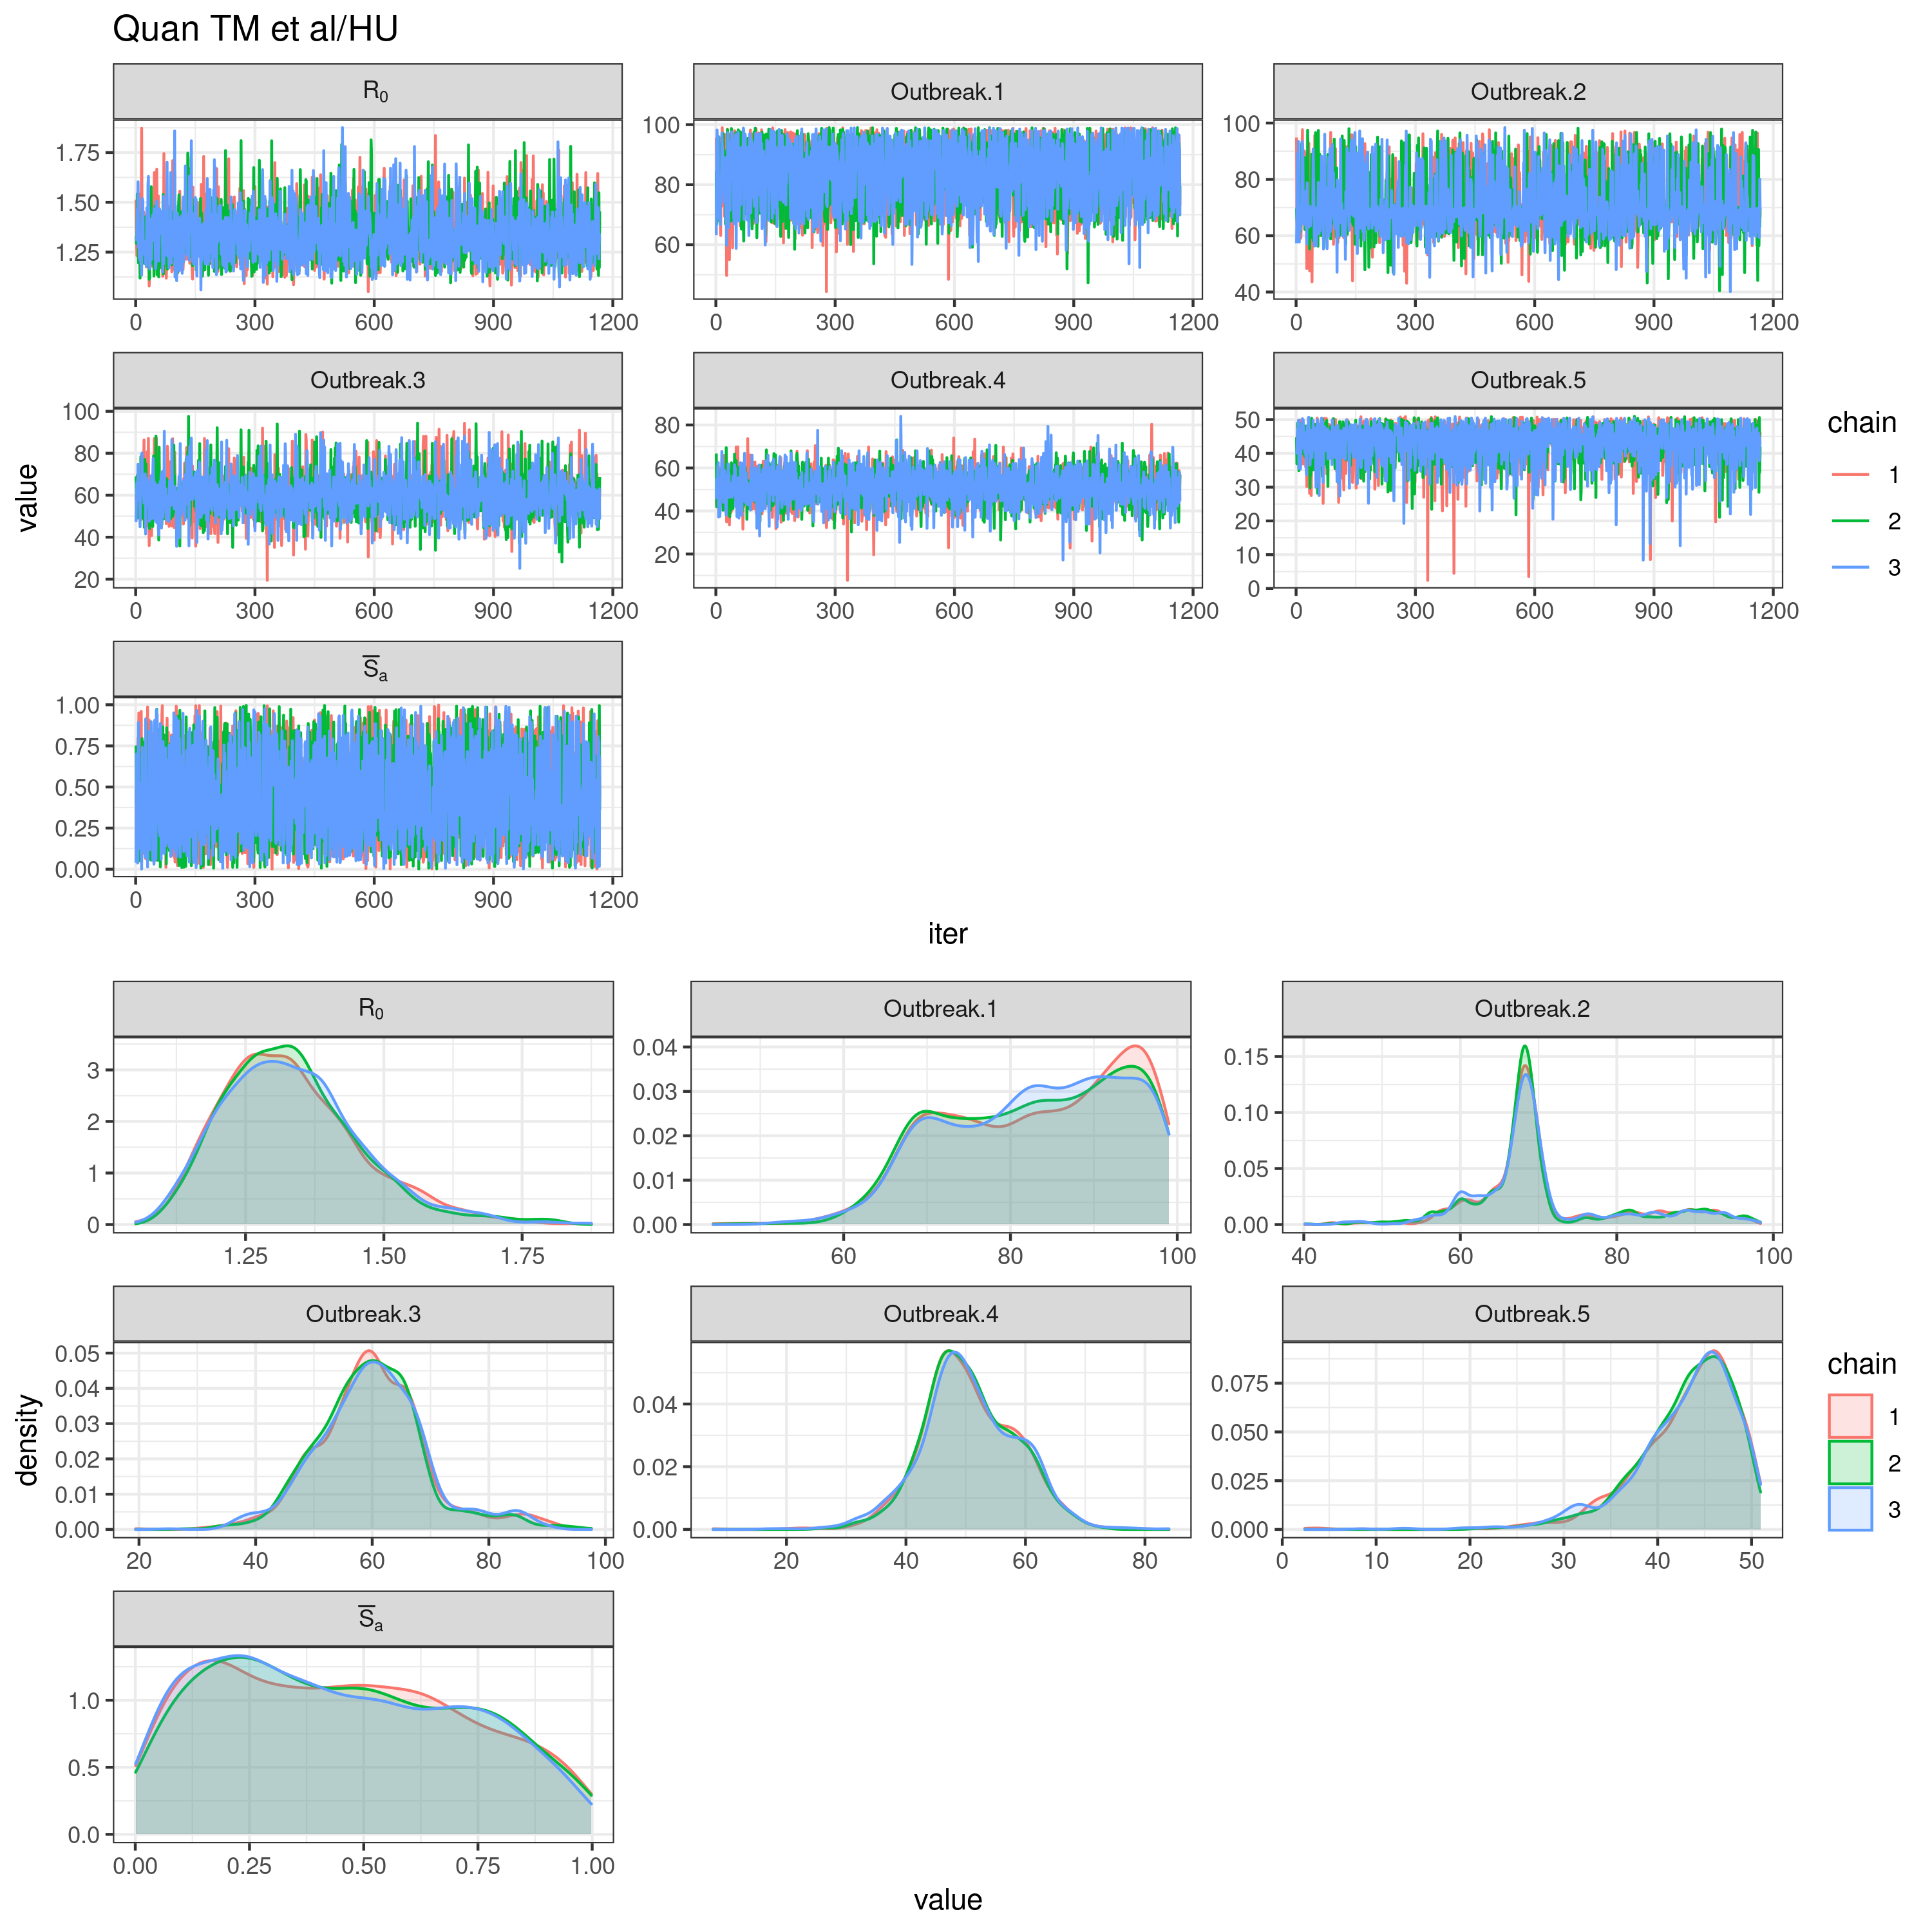 Quan TM et al/HU
R0 Outbreak.1 Outbreak.2
1.75 1.50 1.25
100 80 60
100 80 60 40
0 300 600 900 1200 0 300 600 900 1200 0 300 600 900 1200
Outbreak.3 Outbreak.4 Outbreak.5
100 80 60 40 20
80 60 40 20
50 40 30 20 10 0
0 300 600 900 1200 0 300 600 900 1200 0 300 600 900 1200
S̅a
1.00 0.75 0.50 0.25 0.00
0 300 600 900 1200
value
iter
chain
1
2
3
R0 Outbreak.1 Outbreak.2
3 2 1 0
0.04 0.03 0.02 0.01 0.00
0.15 0.10 0.05 0.00
1.25 1.50 1.75 60 80 100 40 60 80 100
Outbreak.3 Outbreak.4 Outbreak.5
0.05 0.04 0.03 0.02 0.01 0.00
0.04 0.02 0.00
0.075 0.050 0.025 0.000
20 40 60 80 100 20 40 60 80 0 10 20 30 40 50
S̅a
1.0 0.5 0.0
0.00 0.25 0.50 0.75 1.00
density
value
chain
1
2
3